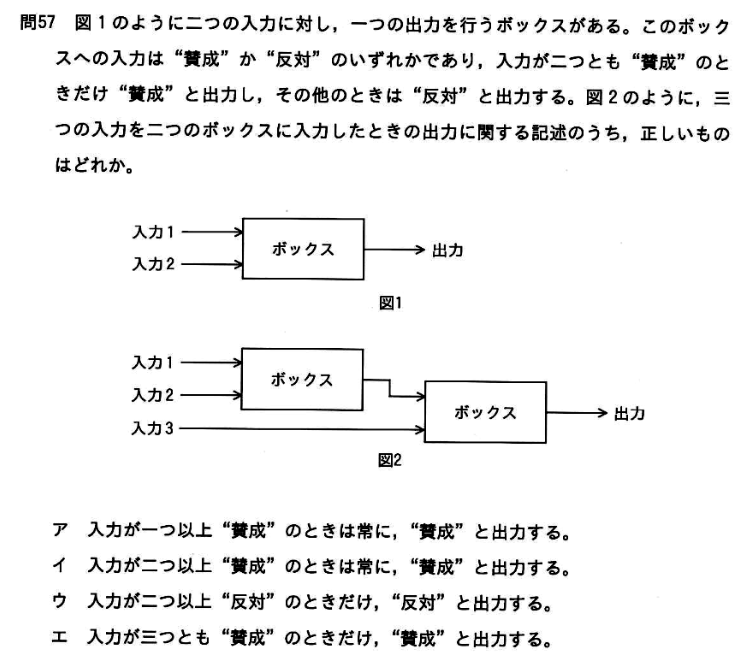 問57 図1のように二つの入力に対し，一つの出力を行うボックスがある。このボック
スへの入力は“賛成”か“反対”のいずれかであり，入力が二つとも“賛成”のと
きだけ“賛成”と出力し，その他のときは“反対”と出力する。図2のように，三
つの入力を二つのボックスに入力したときの出力に関する記述のうち，正しいもの
はどれか。
入力1
ボックス
出力
入力2
図1
入力1
ボックス
入力2
ボックス
出力
入力3
図2
ア 入力が一つ以上“賛成”のときは常に，“賛成”と出力する。
イ 入力が二つ以上“賛成”のときは常に，“賛成”と出力する。
ウ 入力が二つ以上“反対”のときだけ，“反対”と出力する。
エ 入力が三つとも“賛成”のときだけ，“賛成”と出力する。